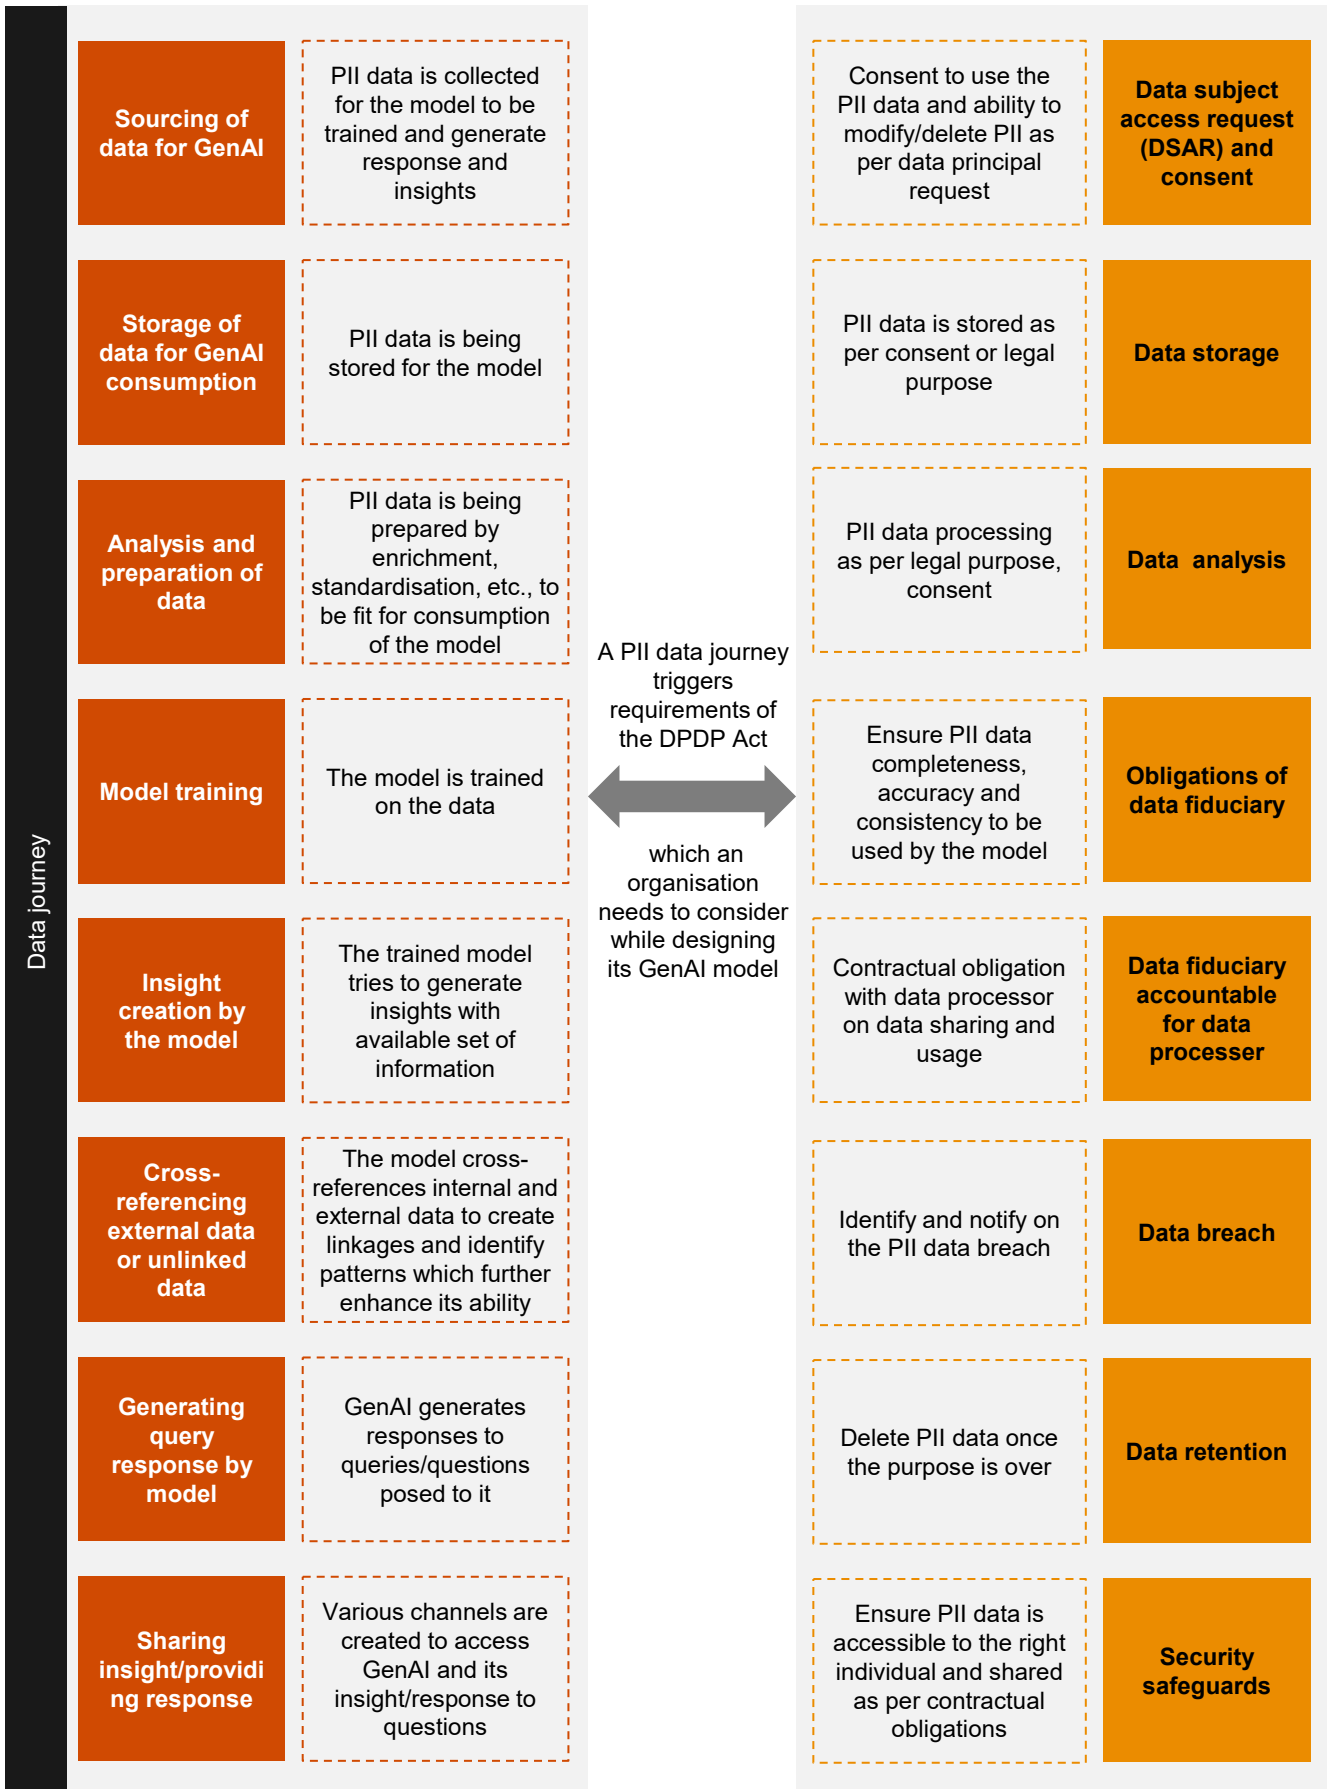 Data journey
Sourcing of
data for GenAI
PII data is collected
for the model to be
trained and generate
response and
insights
Consent to use the
PII data and ability to
modify/delete PII as
per data principal
request
Data subject
access request
(DSAR) and
consent
Storage of
data for GenAI
consumption
PII data is being
stored for the model
PII data is stored as
per consent or legal
purpose
Data storage
Analysis and
preparation of
data
PII data is being
prepared by
enrichment,
standardisation, etc., to
be fit for consumption
of the model
PII data processing
as per legal purpose,
consent
Data analysis
A PII data journey
triggers
requirements of
the DPDP Act
which an
organisation
needs to consider
while designing
its GenAI model
Model training
The model is trained
on the data
Ensure PII data
completeness,
accuracy and
consistency to be
used by the model
Obligations of
data fiduciary
Insight
creation by
the model
The trained model
tries to generate
insights with
available set of
information
Contractual obligation
with data processor
on data sharing and
usage
Data fiduciary
accountable
for data
processer
Cross-
referencing
external data
or unlinked
data
The model cross-
references internal and
external data to create
linkages and identify
patterns which further
enhance its ability
Identify and notify on
the PII data breach
Data breach
Generating
query
response by
model
GenAI generates
responses to
queries/questions
posed to it
Delete PII data once
the purpose is over
Data retention
Sharing
insight/providi
ng response
Various channels are
created to access
GenAI and its
insight/response to
questions
Ensure PII data is
accessible to the right
individual and shared
as per contractual
obligations
Security
safeguards